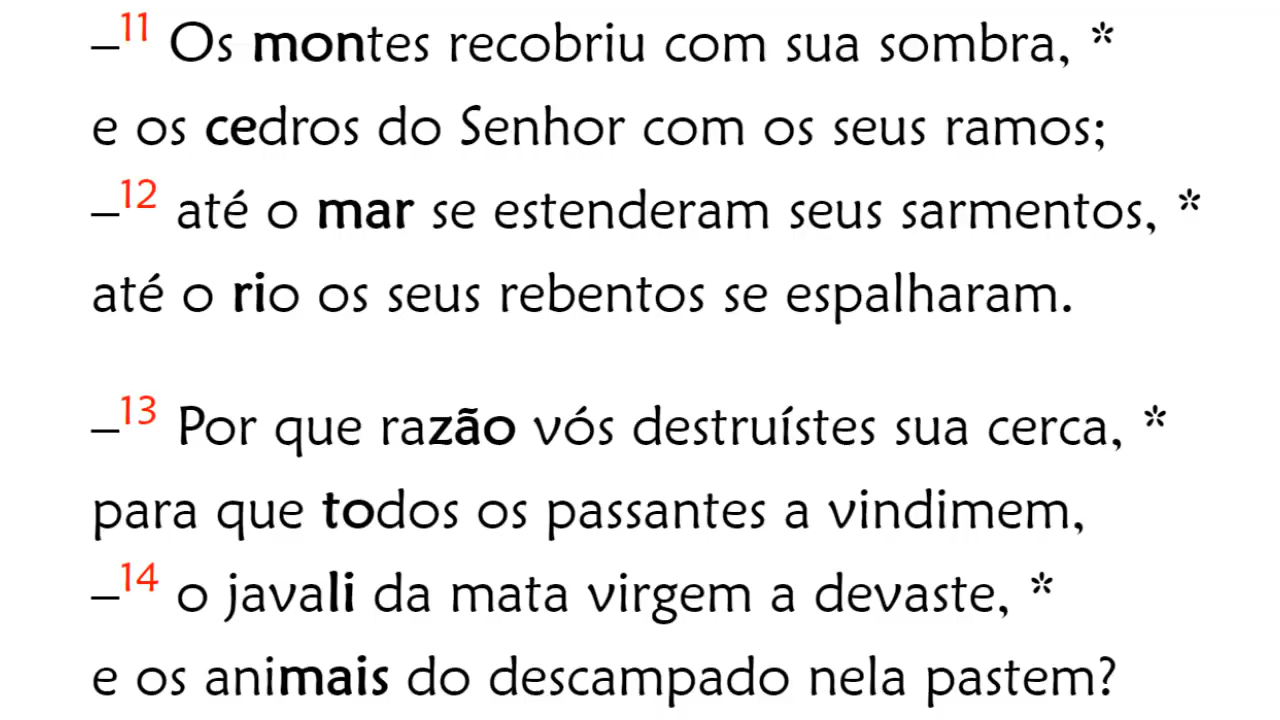 –11 Os montes recobriu com sua sombra, *
e os cedros do Senhor com os seus ramos;
–12 até o mar se estenderam seus sarmentos, *
até o rio os seus rebentos se espalharam.
–13 Por que razão vós destruístes sua cerca, *
para que todos os passantes a vindimem,
–14 o javali da mata virgem a devaste, *
e os animais do descampado nela pastem?